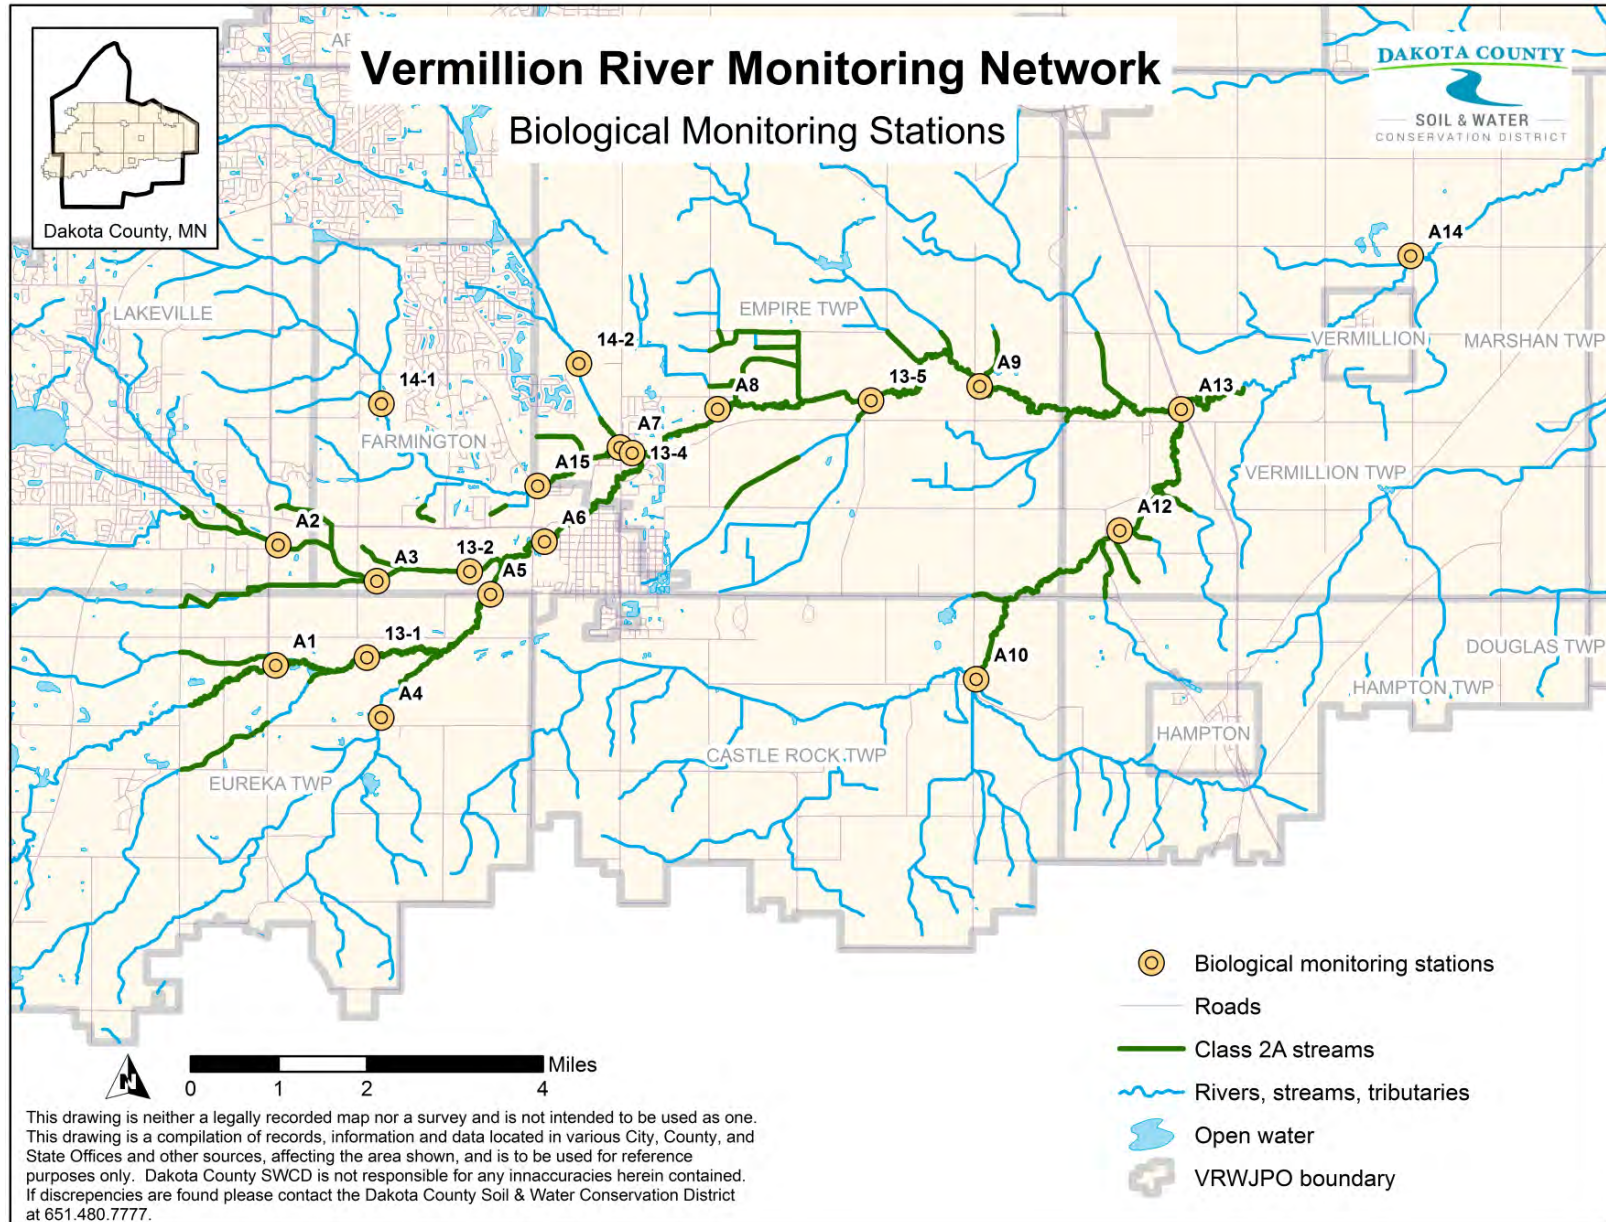 Vermillion River Monitoring Network
Biological Monitoring Stations
Dakota County, MN
DAKOTA COUNTY
SOIL & WATER
CONSERVATION DISTRICT
A14
LAKEVILLE
EMPIRE TWP
VERMILLION
MARSHAN TWP
14-2
14-1
A8
13-5
A9
A13
FARMINGTON
A7
13-4
A15
VERMILLION TWP
A2
A6
A12
A3
13-2
A5
A1
13-1
A10
DOUGLAS TWP
A4
HAMPTON TWP
HAMPTON
CASTLE ROCK TWP
EUREKA TWP
Biological monitoring stations
Roads
Class 2A streams
Rivers, streams, tributaries
Open water
VRWJPO boundary
N
Miles
0 1 2 4
This drawing is neither a legally recorded map nor a survey and is not intended to be used as one.
This drawing is a compilation of records, information and data located in various City, County, and
State Offices and other sources, affecting the area shown, and is to be used for reference
purposes only. Dakota County SWCD is not responsible for any innaccuracies herein contained.
If discrepencies are found please contact the Dakota County Soil & Water Conservation District
at 651.480.7777.